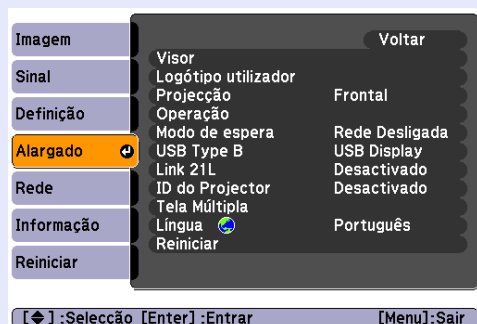 Imagem
Sinal
Definição
Alargado
Rede
Informação
Reiniciar
Voltar
Visor
Logótipo utilizador
Projecção Frontal
Operação
Modo de espera Rede Desligada
USB Type B USB Display
Link 21L Desactivado
ID do Projector Desactivado
Tela Múltipla
Língua Português
Reiniciar
[ ] :Selecção [Enter] :Entrar [Menu]:Sair